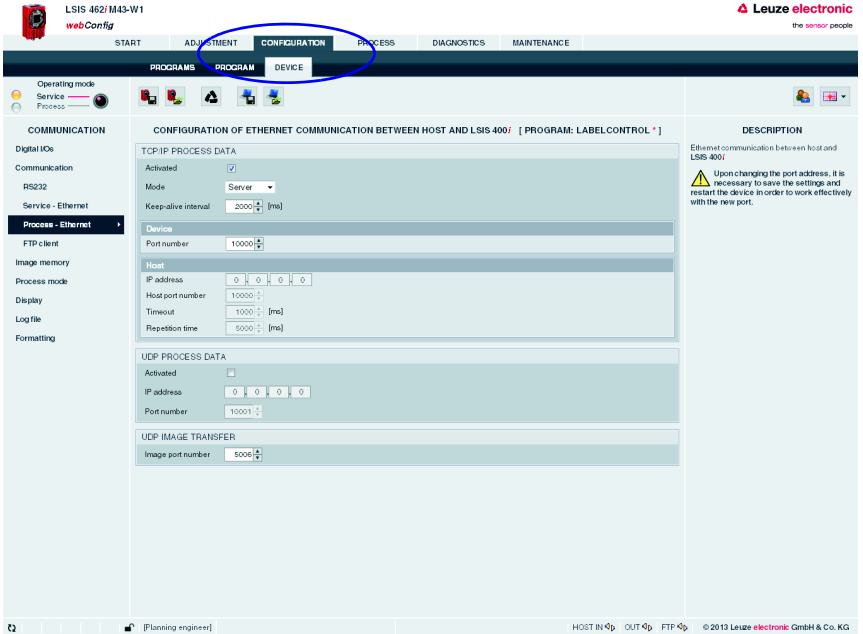 LSIS 462i M43-W1
webConfig
Leuze electronic
the sensor people
START ADJUSTMENT CONFIGURATION PROCESS DIAGNOSTICS MAINTENANCE
PROGRAMS PROGRAM DEVICE
Operating mode
Service
Process
COMMUNICATION
Digital I/Os
Communication
RS232
Service - Ethernet
Process - Ethernet
FTP client
Image memory
Process mode
Display
Log file
Formatting
CONFIGURATION OF ETHERNET COMMUNICATION BETWEEN HOST AND LSIS 400i [ PROGRAM: LABELCONTROL * ]
TCP/IP PROCESS DATA
Activated
Mode Server
Keep-alive interval 2000 [ms]
Device
Port number 10000
Host
IP address 0 . 0 . 0 . 0
Host port number 10000
Timeout 1000 [ms]
Repetition time 5000 [ms]
UDP PROCESS DATA
Activated
IP address 0 . 0 . 0 . 0
Port number 10001
UDP IMAGE TRANSFER
Image port number 5006
DESCRIPTION
Ethernet communication between host and
LSIS 400i
Upon changing the port address, it is
necessary to save the settings and
restart the device in order to work effectively
with the new port.
[Planning engineer]
HOST IN OUT FTP © 2013 Leuze electronic GmbH & Co. KG